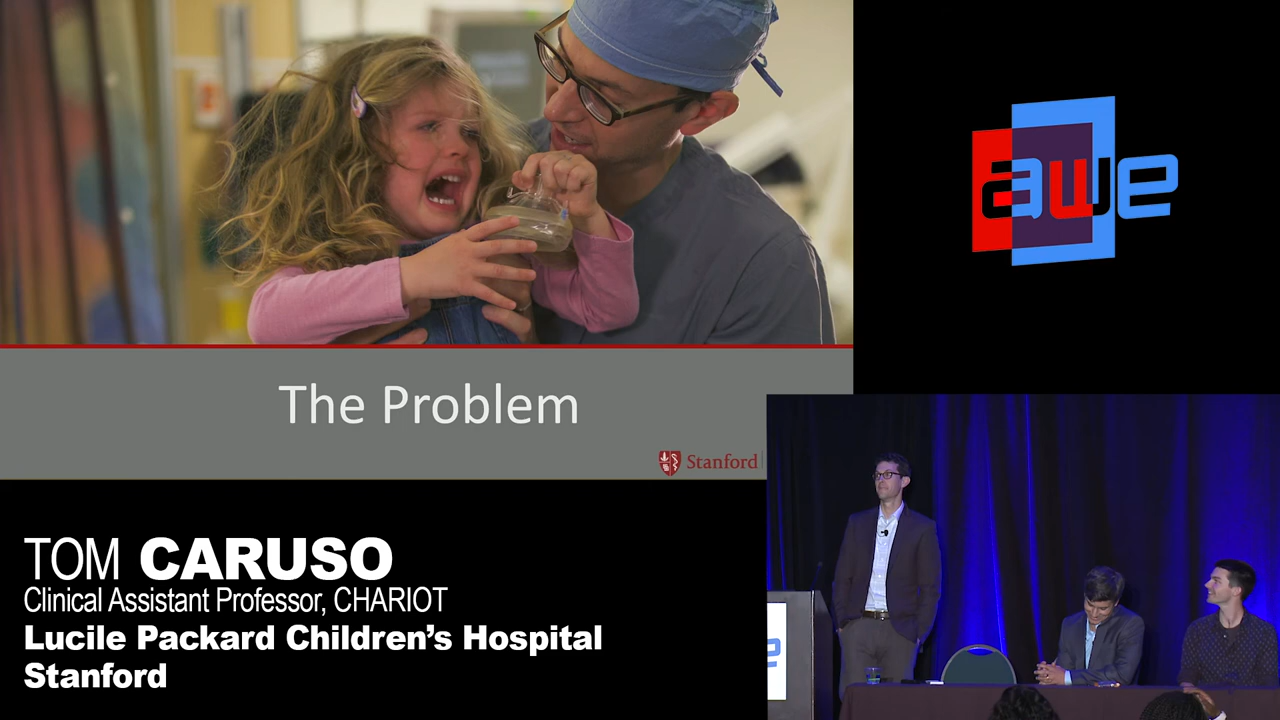 The Problem
Stanford
awe
TOM CARUSO
Clinical Assistant Professor, CHARIOT
Lucile Packard Children's Hospital
Stanford
e